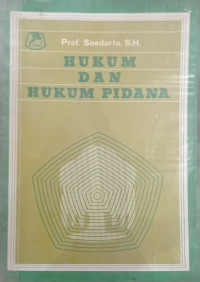 Prof. Soedarto. S.H.
HUKUM
DAN
HUKUM PIDANA